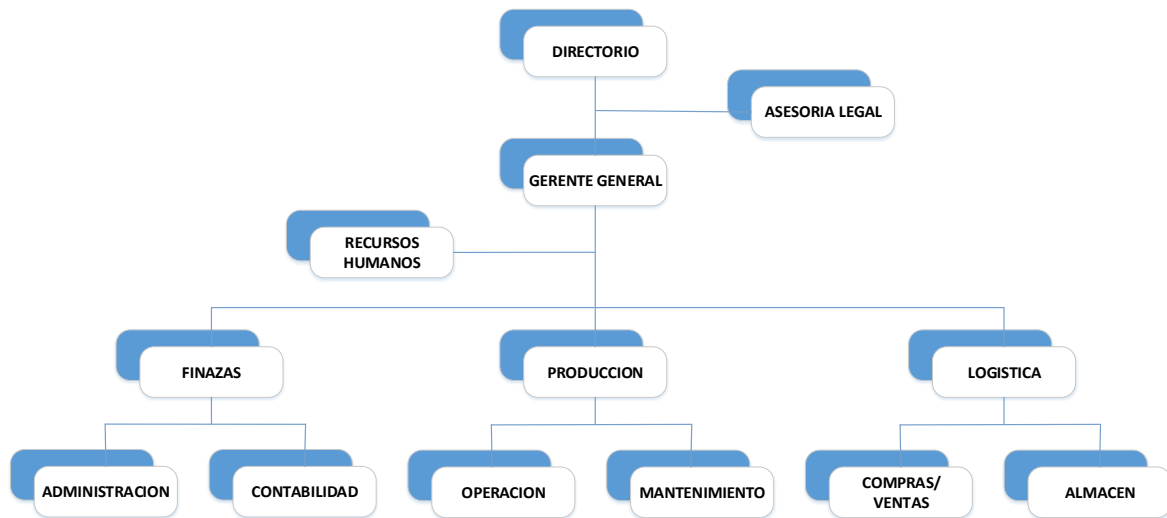 DIRECTORIO
ASESORIA LEGAL
GERENTE GENERAL
RECURSOS
HUMANOS
FINAZAS
PRODUCCION
LOGISTICA
ADMINISTRACION
CONTABILIDAD
OPERACION
MANTENIMIENTO
COMPRAS/
VENTAS
ALMACEN